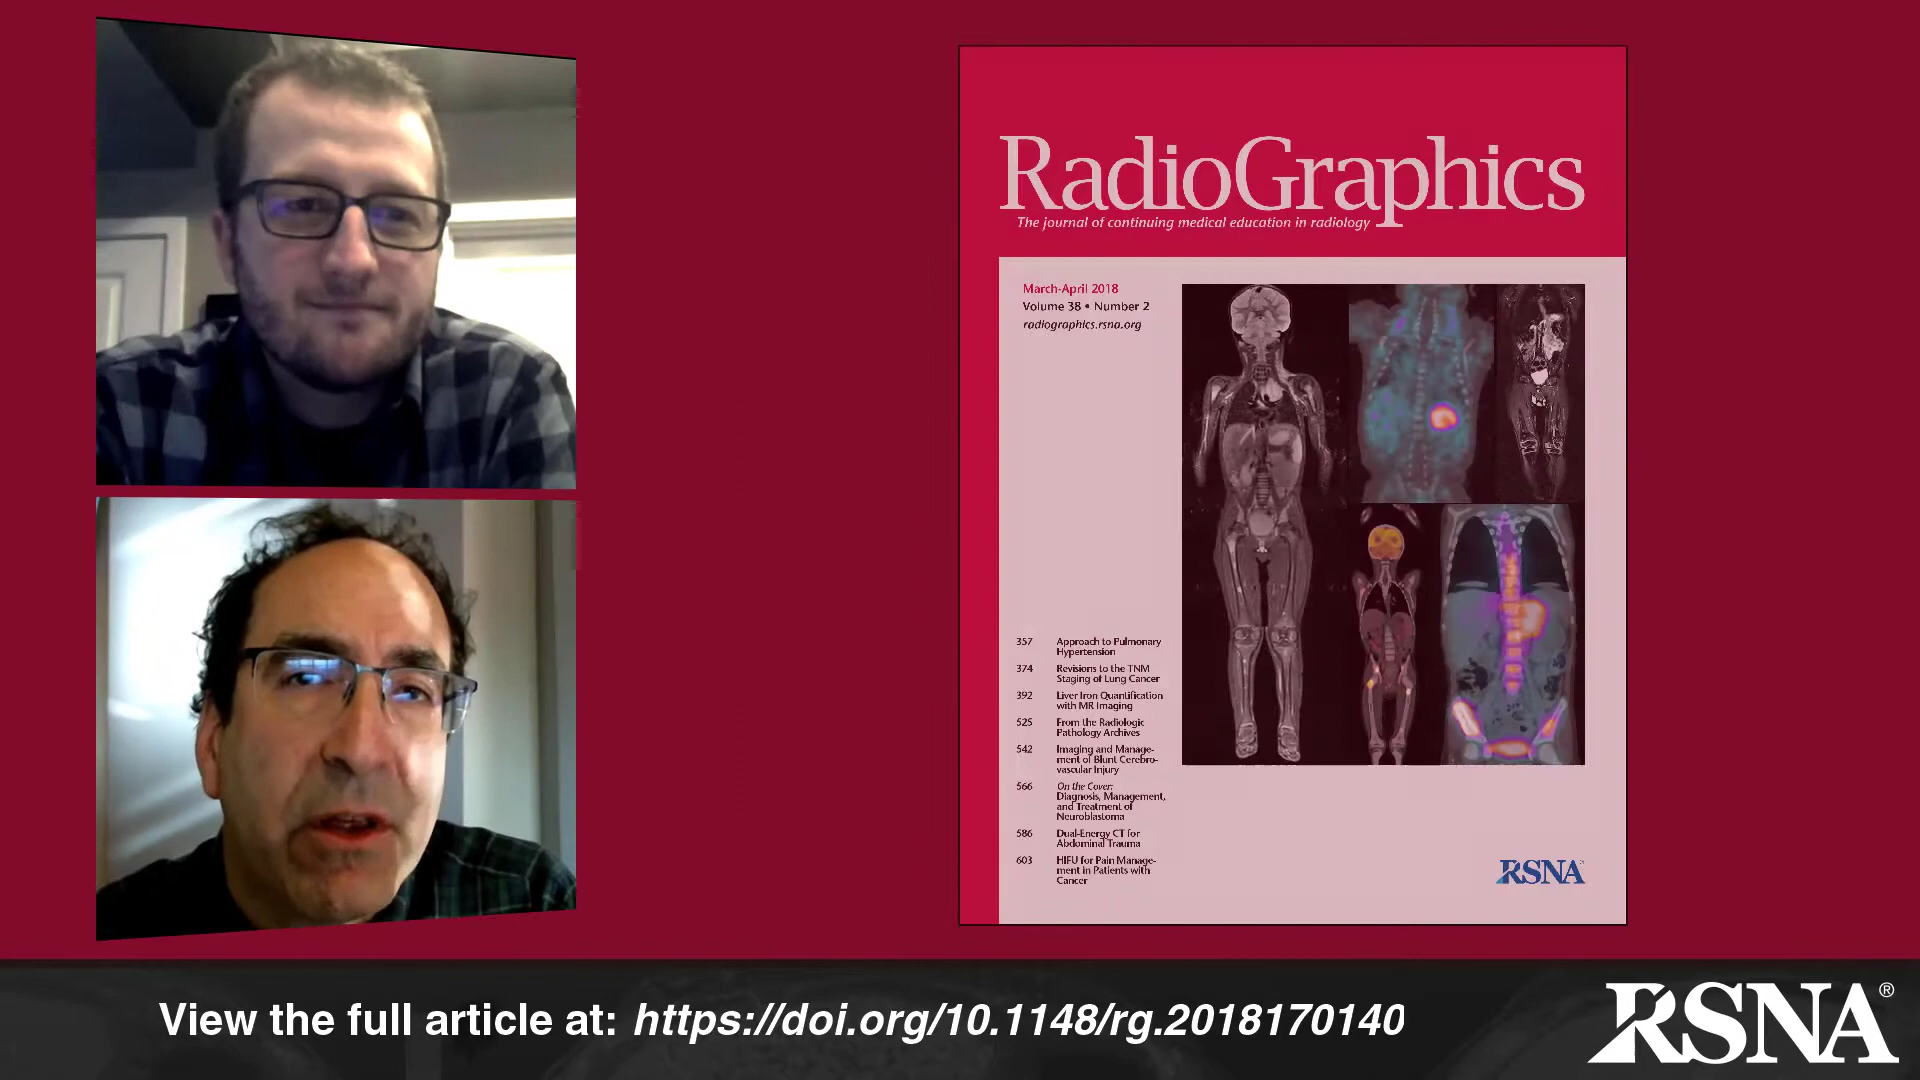 RadioGraphics
The journal of continuing medical education in radiology
March-April 2018
Volume 38 • Number 2
radiographics.rsna.org
357 Approach to Pulmonary
Hypertension
374 Revisions to the TNM
Staging of Lung Cancer
392 Liver Iron Quantification
with MR Imaging
525 From the Radiologic
Pathology Archives
542 Imaging and Manage-
ment of Blunt Cerebro-
vascular Injury
566 On the Cover:
Diagnosis, Management,
and Treatment of
Neuroblastoma
586 Dual-Energy CT for
Abdominal Trauma
603 HIFU for Pain Manage-
ment in Patients with
Cancer
RSNA
View the full article at: https://doi.org/10.1148/rg.2018170140
RSNA®